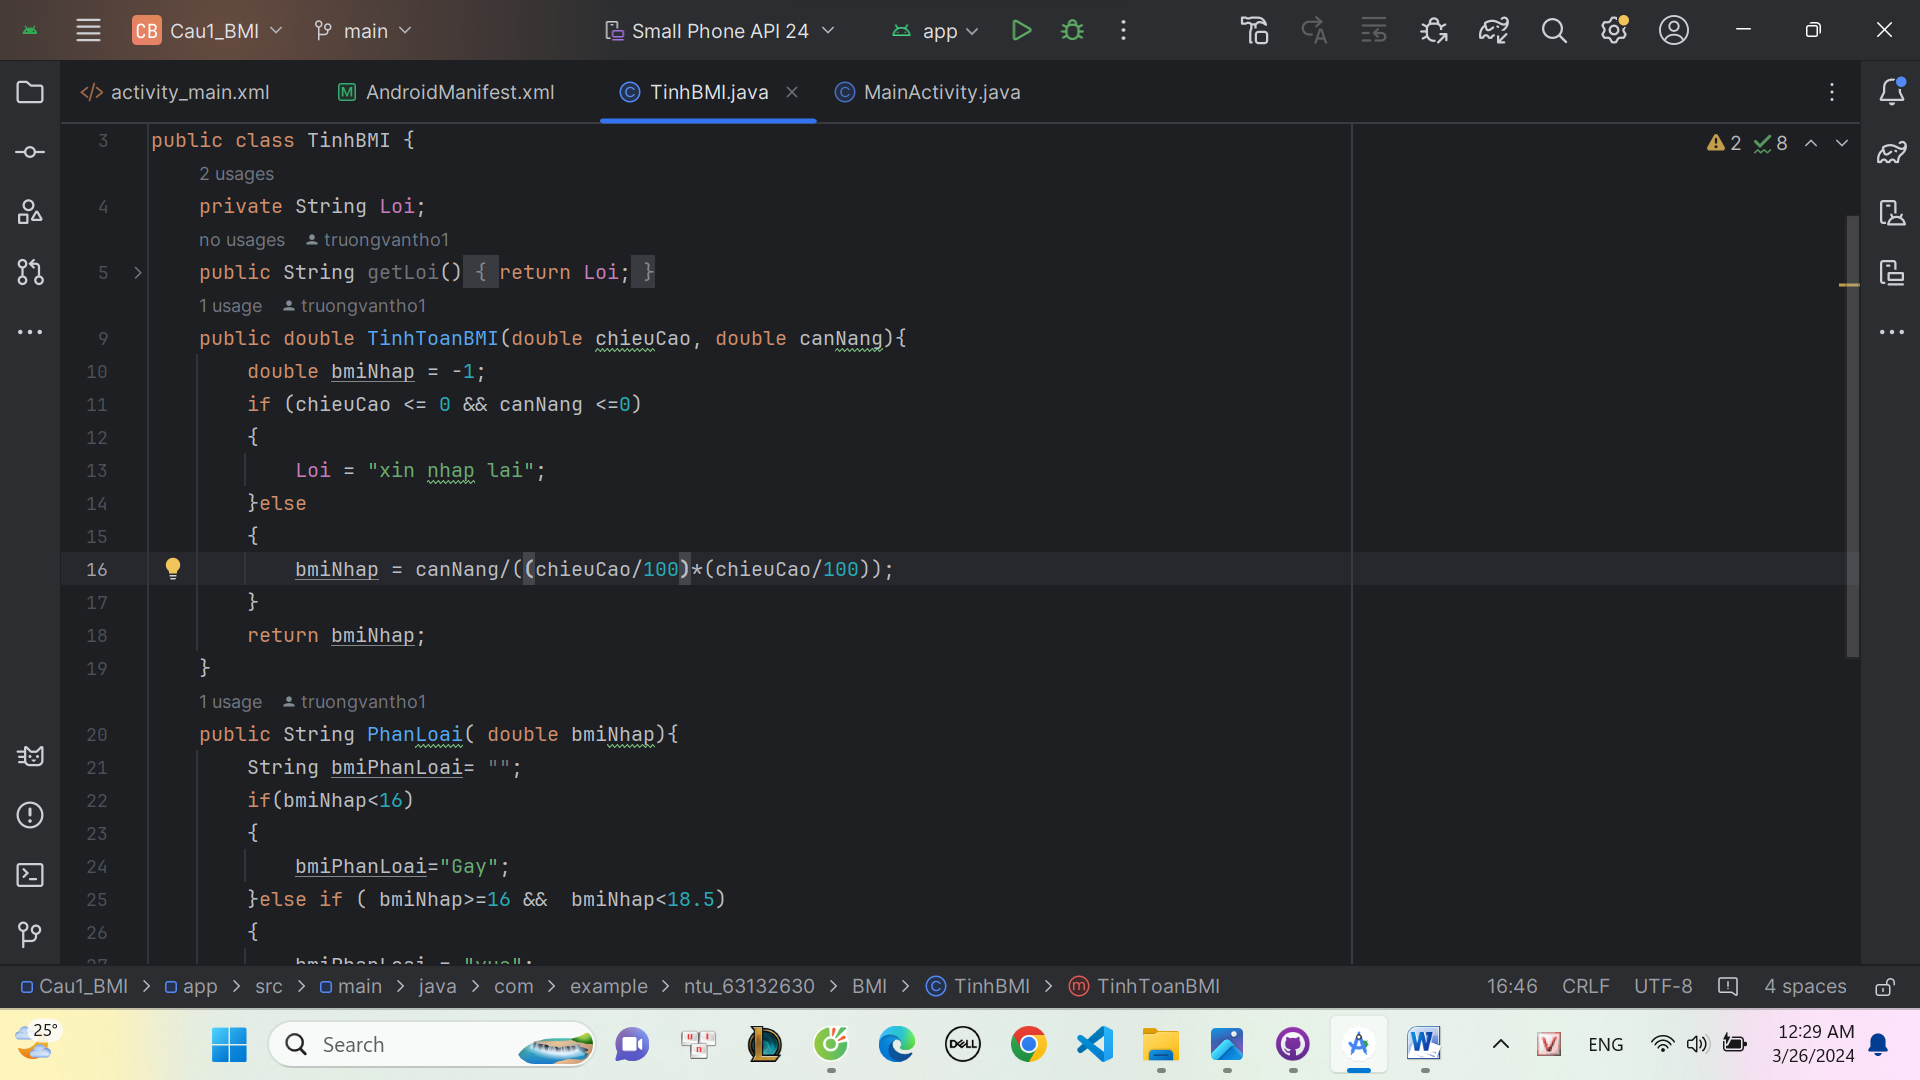 CB Cau1_BMI main Small Phone API 24 app
activity_main.xml AndroidManifest.xml TinhBMI.java MainActivity.java
3 public class TinhBMI { 2 8
2 usages
4 private String Loi;
no usages truongvantho1
5 public String getLoi() { return Loi; }
1 usage truongvantho1
9 public double TinhToanBMI(double chieuCao, double canNang){
10 double bmiNhap = -1;
11 if (chieuCao <= 0 && canNang <=0)
12 {
13 Loi = "xin nhap lai";
14 }else
15 {
16 bmiNhap = canNang/((chieuCao/100)*(chieuCao/100));
17 }
18 return bmiNhap;
19 }
1 usage truongvantho1
20 public String PhanLoai( double bmiNhap){
21 String bmiPhanLoai= "";
22 if(bmiNhap<16)
23 {
24 bmiPhanLoai="Gay";
25 }else if ( bmiNhap>=16 &&  bmiNhap<18.5)
26 {
Cau1_BMI > app > src > main > java > com > example > ntu_63132630 > BMI > TinhBMI > TinhToanBMI 16:46 CRLF UTF-8 4 spaces
25° Search DELL ENG 12:29 AM
3/26/2024